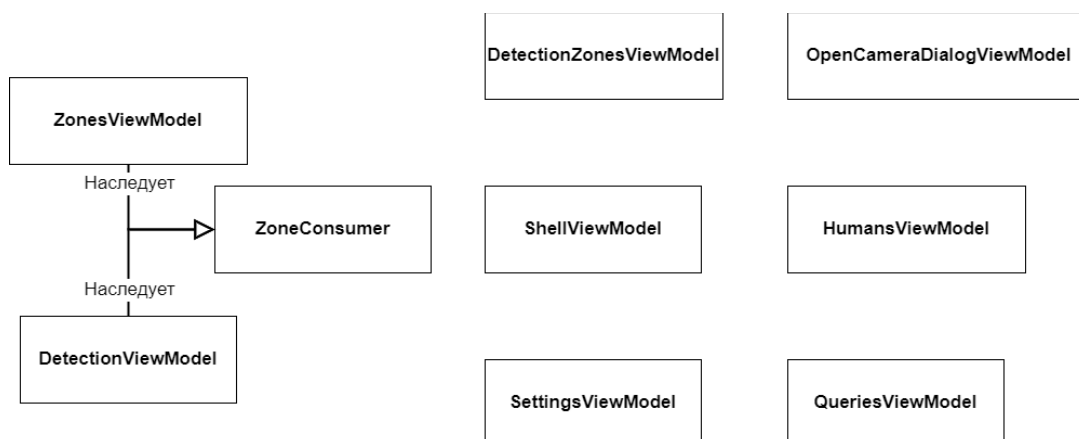 DetectionZonesViewModel
OpenCameraDialogViewModel
ZonesViewModel
Наследует
ZoneConsumer
ShellViewModel
HumansViewModel
Наследует
DetectionViewModel
SettingsViewModel
QueriesViewModel